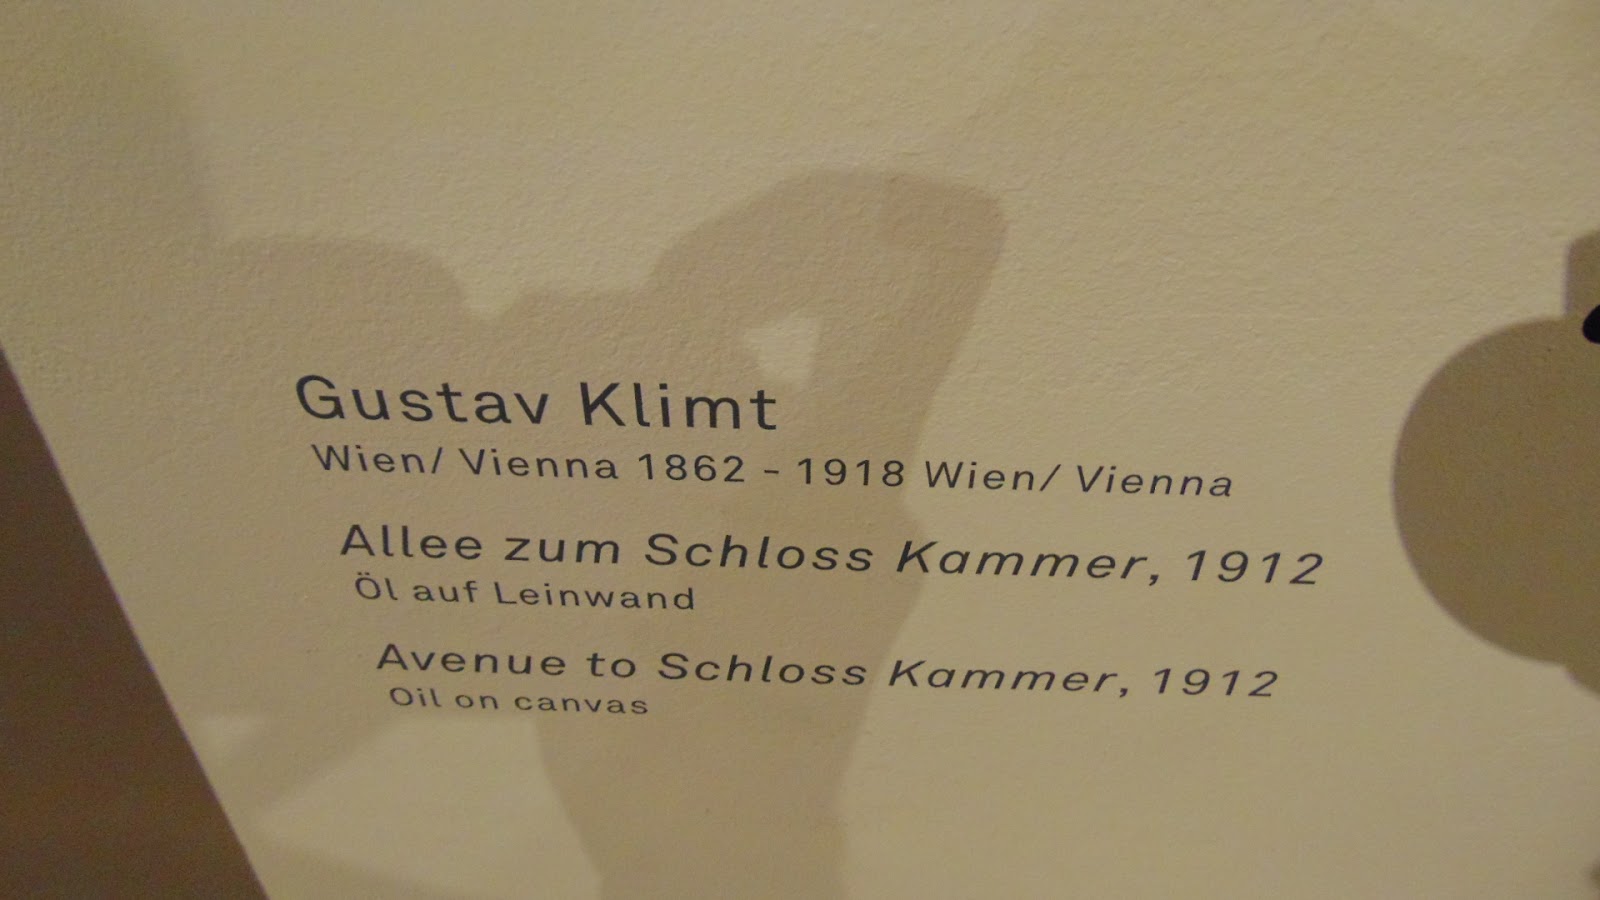 Gustav Klimt
Wien/ Vienna 1862 - 1918 Wien/ Vienna
Allee zum Schloss Kammer, 1912
Öl auf Leinwand
Avenue to Schloss Kammer, 1912
Oil on canvas